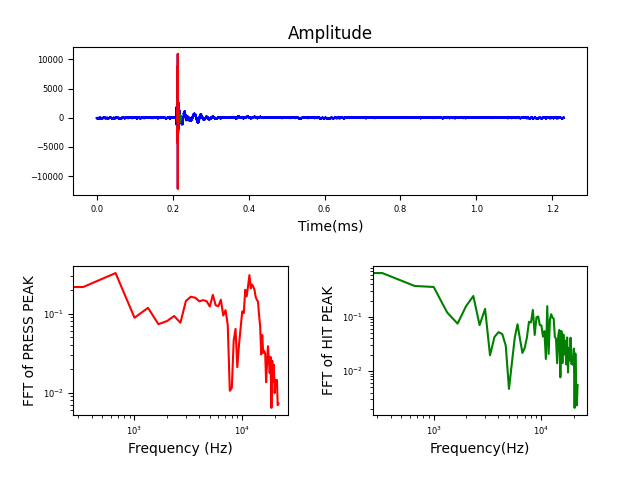 Amplitude
10000
5000
0
−5000
−10000
0.0 0.2 0.4 0.6 0.8 1.0 1.2
Time(ms)
FFT of PRESS PEAK
10⁻¹
10⁻²
10³ 10⁴
Frequency (Hz)
FFT of HIT PEAK
10⁻¹
10⁻²
10³ 10⁴
Frequency(Hz)